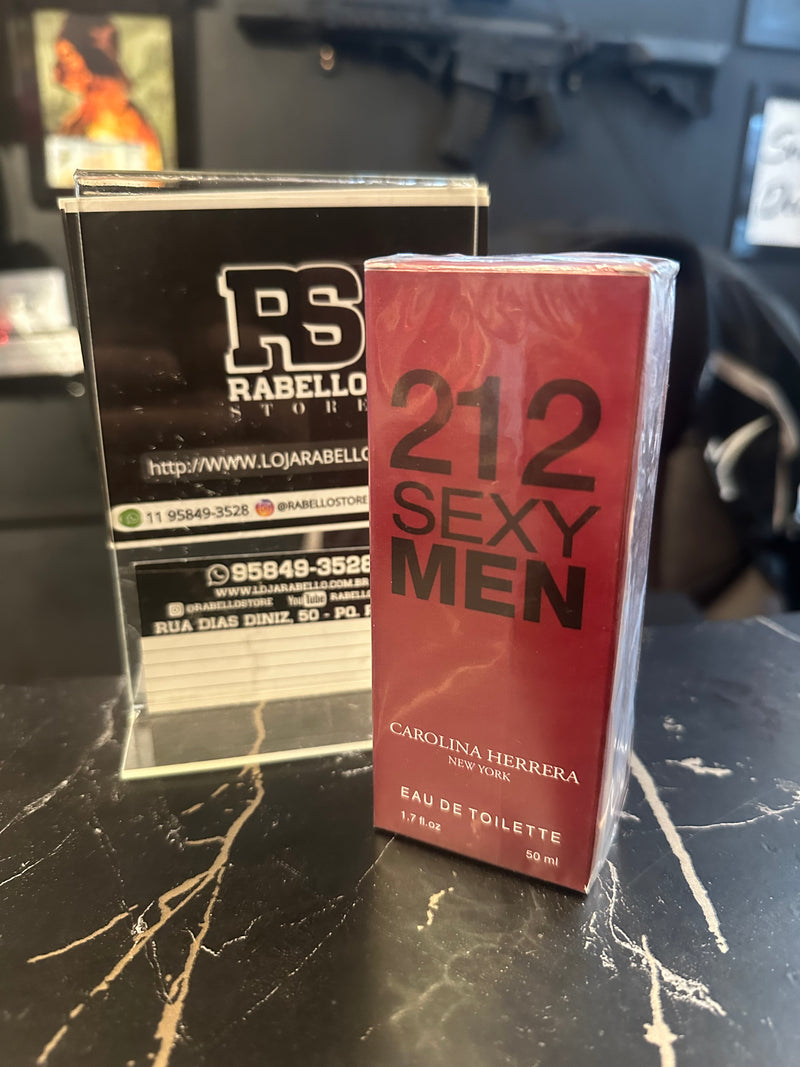 RS
RABELLO
STORE
http://WWW.LOJARABELLO
11 95849-3528 @RABELLOSTORE
95849-3528
WWW.LOJARABELLO.COM.BR
@RABELLOSTORE YouTube RABELLO
RUA DIAS DINIZ, 50 - PQ.
212
SEXY
MEN
CAROLINA HERRERA
NEW YORK
EAU DE TOILETTE
1.7 fl.oz
50 ml